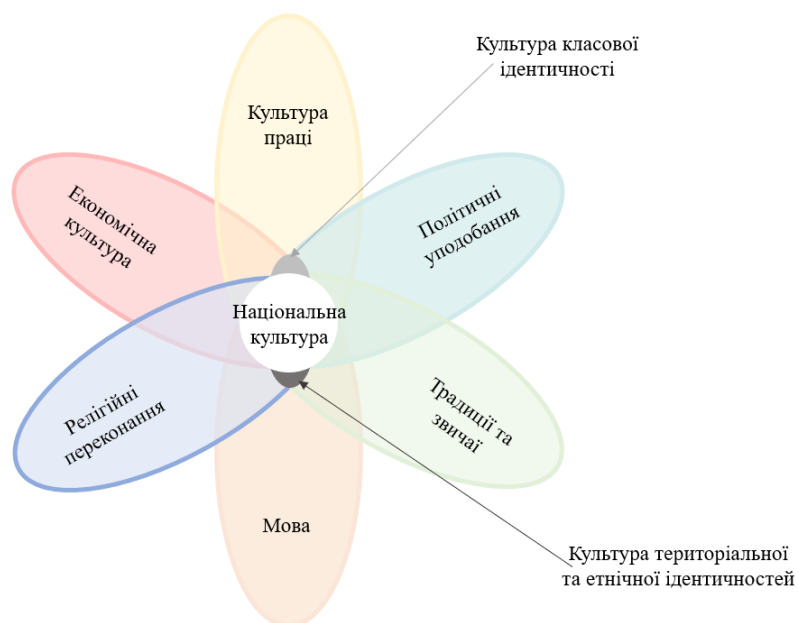 Культура класової
ідентичності
Культура
праці
Економічна
культура
Політичні
уподобання
Національна
культура
Релігійні
переконання
Традиції та
звичаї
Мова
Культура територіальної
та етнічної ідентичностей